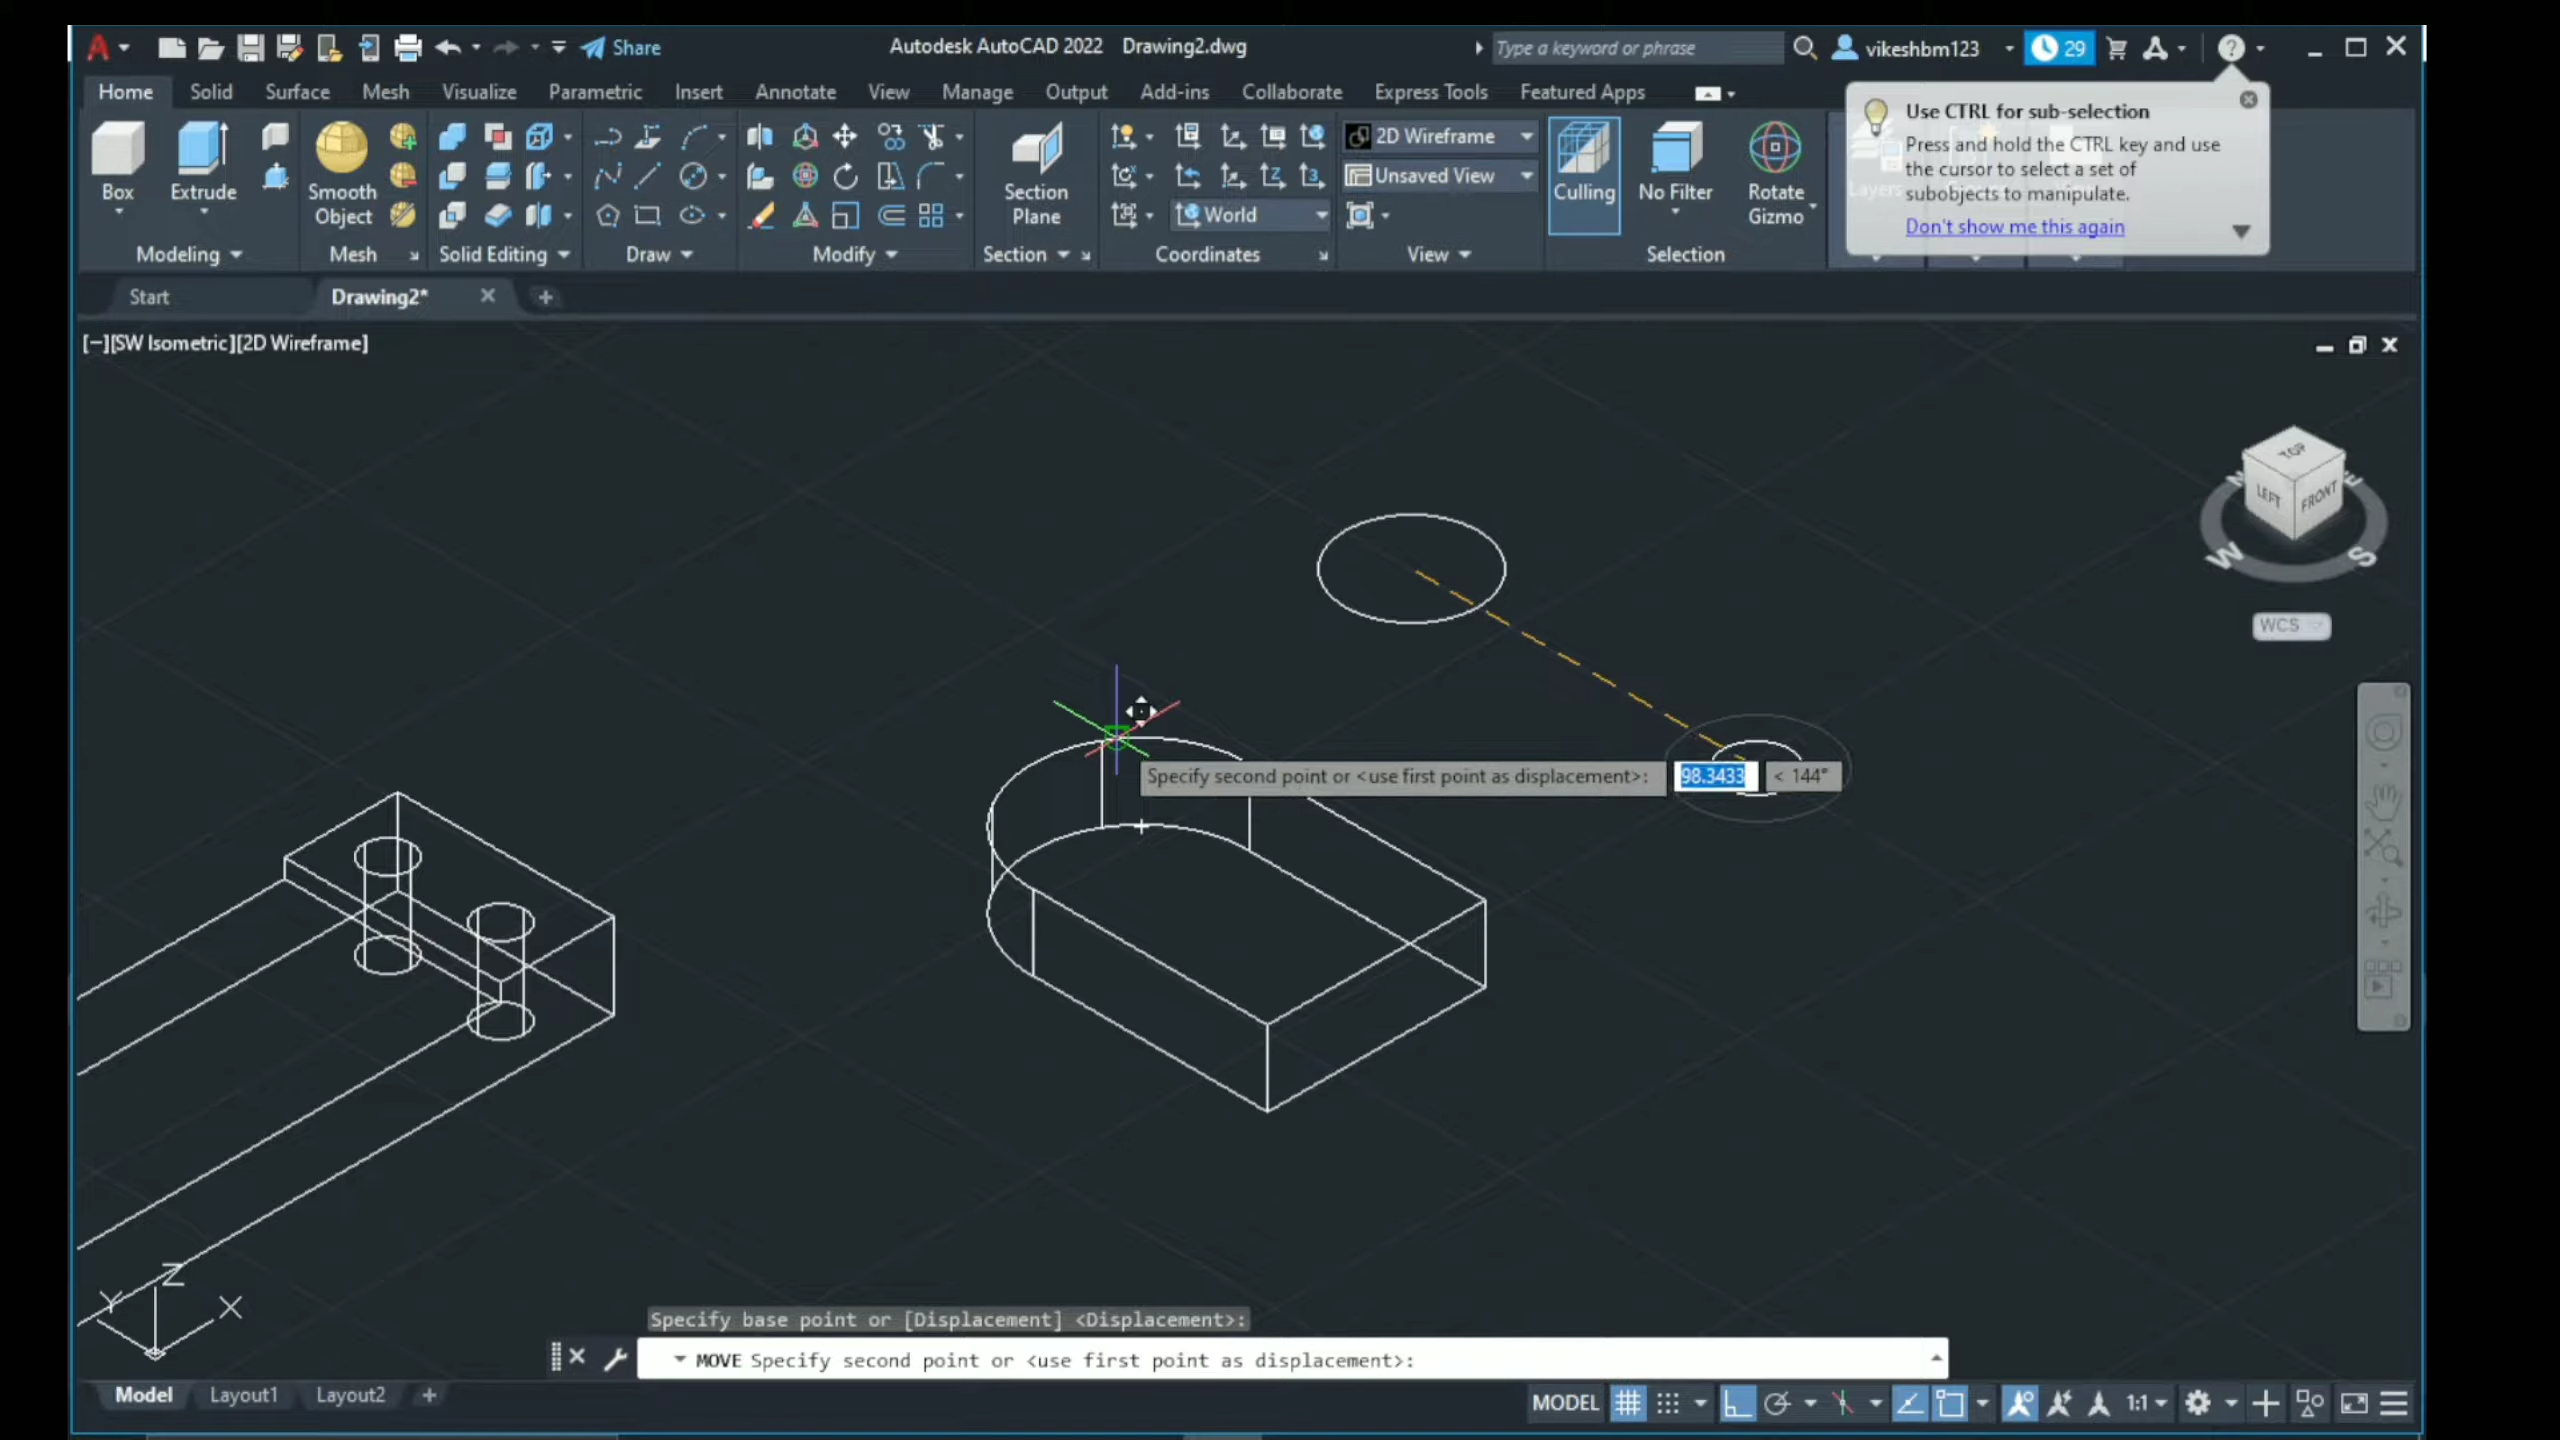 Share
Autodesk AutoCAD 2022 Drawing2.dwg
Type a keyword or phrase
vikeshbm123
29
Home Solid Surface Mesh Visualize Parametric Insert Annotate View Manage Output Add-ins Collaborate Express Tools Featured Apps
Use CTRL for sub-selection
Press and hold the CTRL key and use
the cursor to select a set of
subobjects to manipulate.
Don't show me this again
Box
Extrude
Smooth
Object
Section
Plane
World
2D Wireframe
Unsaved View
Culling
No Filter
Rotate
Gizmo
Layers
Modeling Mesh Solid Editing Draw Modify Section Coordinates View Selection
Start Drawing2*
[−][SW Isometric][2D Wireframe]
TOP
LEFT
FRONT
N
E
W
S
WCS
Specify second point or <use first point as displacement>: 98.3433 < 144°
Z
Y
X
Specify base point or [Displacement] <Displacement>:
MOVE Specify second point or <use first point as displacement>:
Model Layout1 Layout2
MODEL
1:1